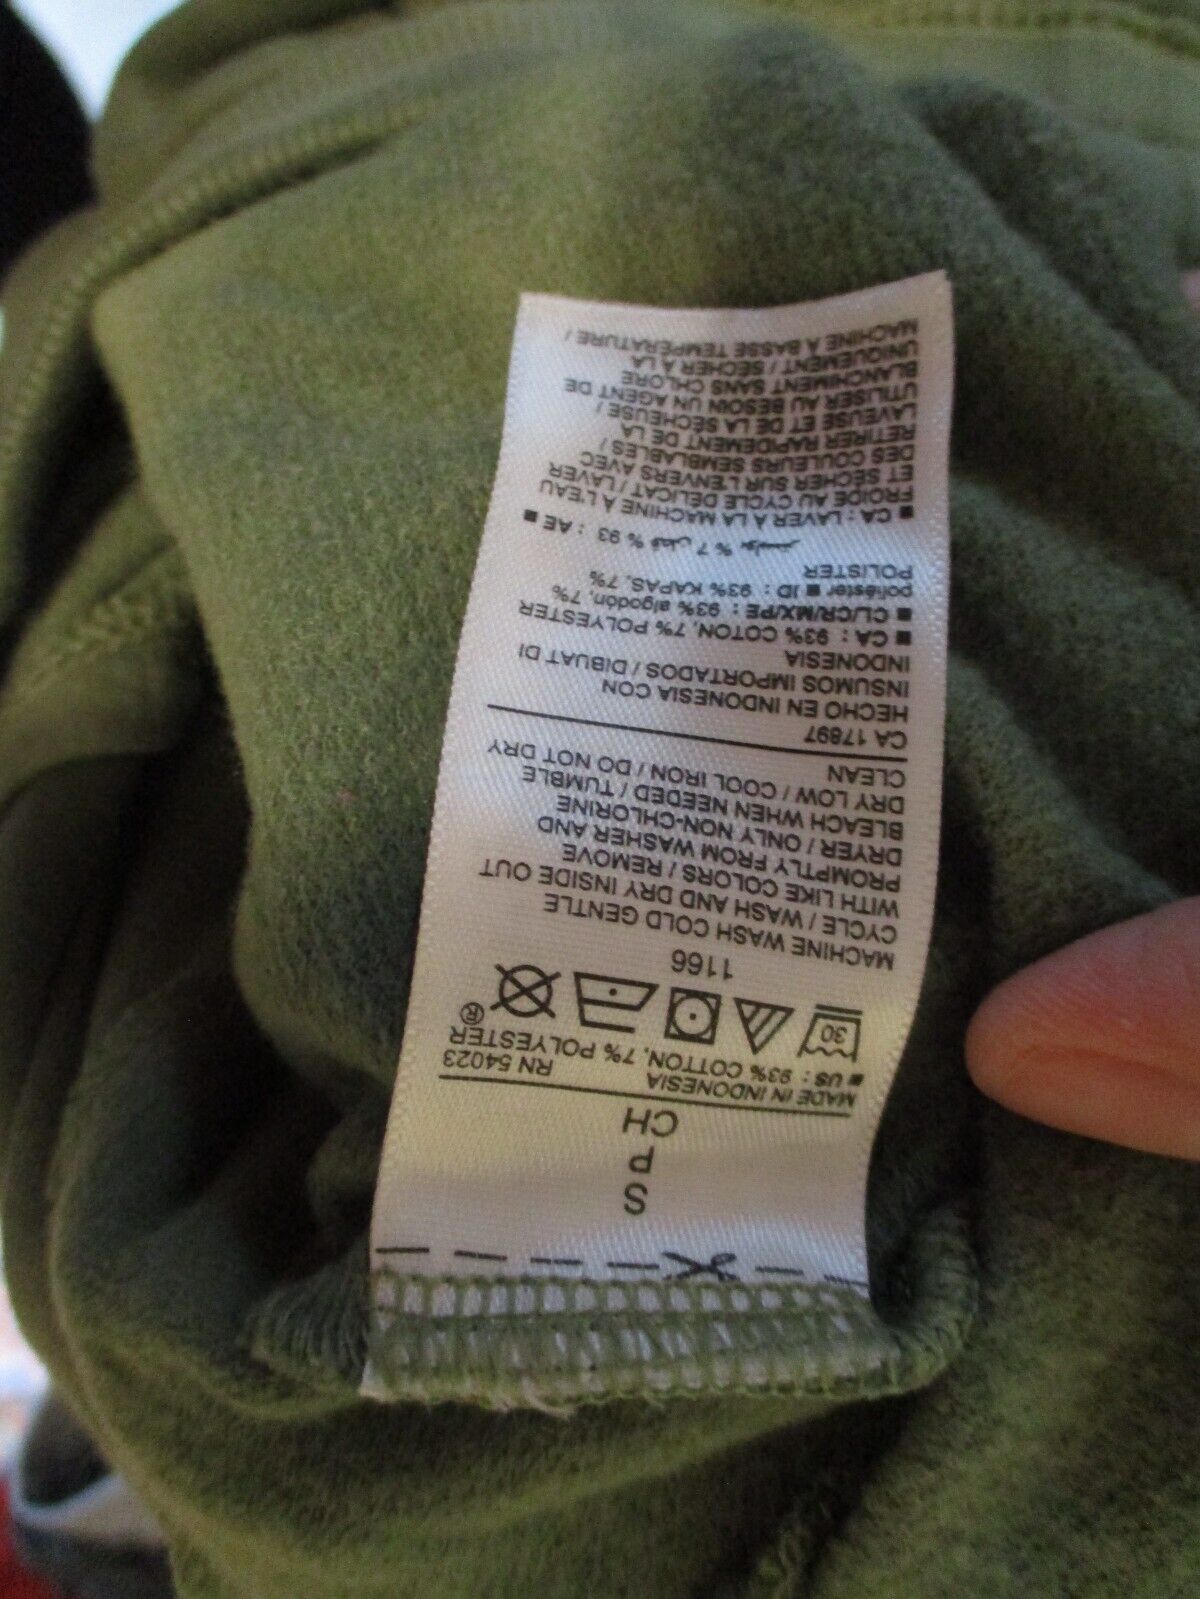 S
P
CH
MADE IN INDONESIA RN 54023
■ US : 93% COTTON, 7% POLYESTER
30 ®
1166
MACHINE WASH COLD GENTLE
CYCLE / WASH AND DRY INSIDE OUT
WITH LIKE COLORS / REMOVE
PROMPTLY FROM WASHER AND
DRYER / ONLY NON-CHLORINE
BLEACH WHEN NEEDED / TUMBLE
DRY LOW / COOL IRON / DO NOT DRY
CLEAN
CA 17897
HECHO EN INDONESIA CON
INSUMOS IMPORTADOS / DIBUAT DI
INDONESIA
■ CA : 93% COTON, 7% POLYESTER
■ CL/CR/MX/PE : 93% algodón, 7%
poliéster ■ ID : 93% KAPAS, 7%
POLISTER
■ AE : 93 % قطن 7 % بوليستر
■ CA : LAVER À LA MACHINE À L'EAU
FROIDE AU CYCLE DÉLICAT / LAVER
ET SÉCHER SUR L'ENVERS AVEC
DES COULEURS SEMBLABLES /
RETIRER RAPIDEMENT DE LA
LAVEUSE ET DE LA SÉCHEUSE /
UTILISER AU BESOIN UN AGENT DE
BLANCHIMENT SANS CHLORE
UNIQUEMENT / SÉCHER À LA
MACHINE À BASSE TEMPÉRATURE /